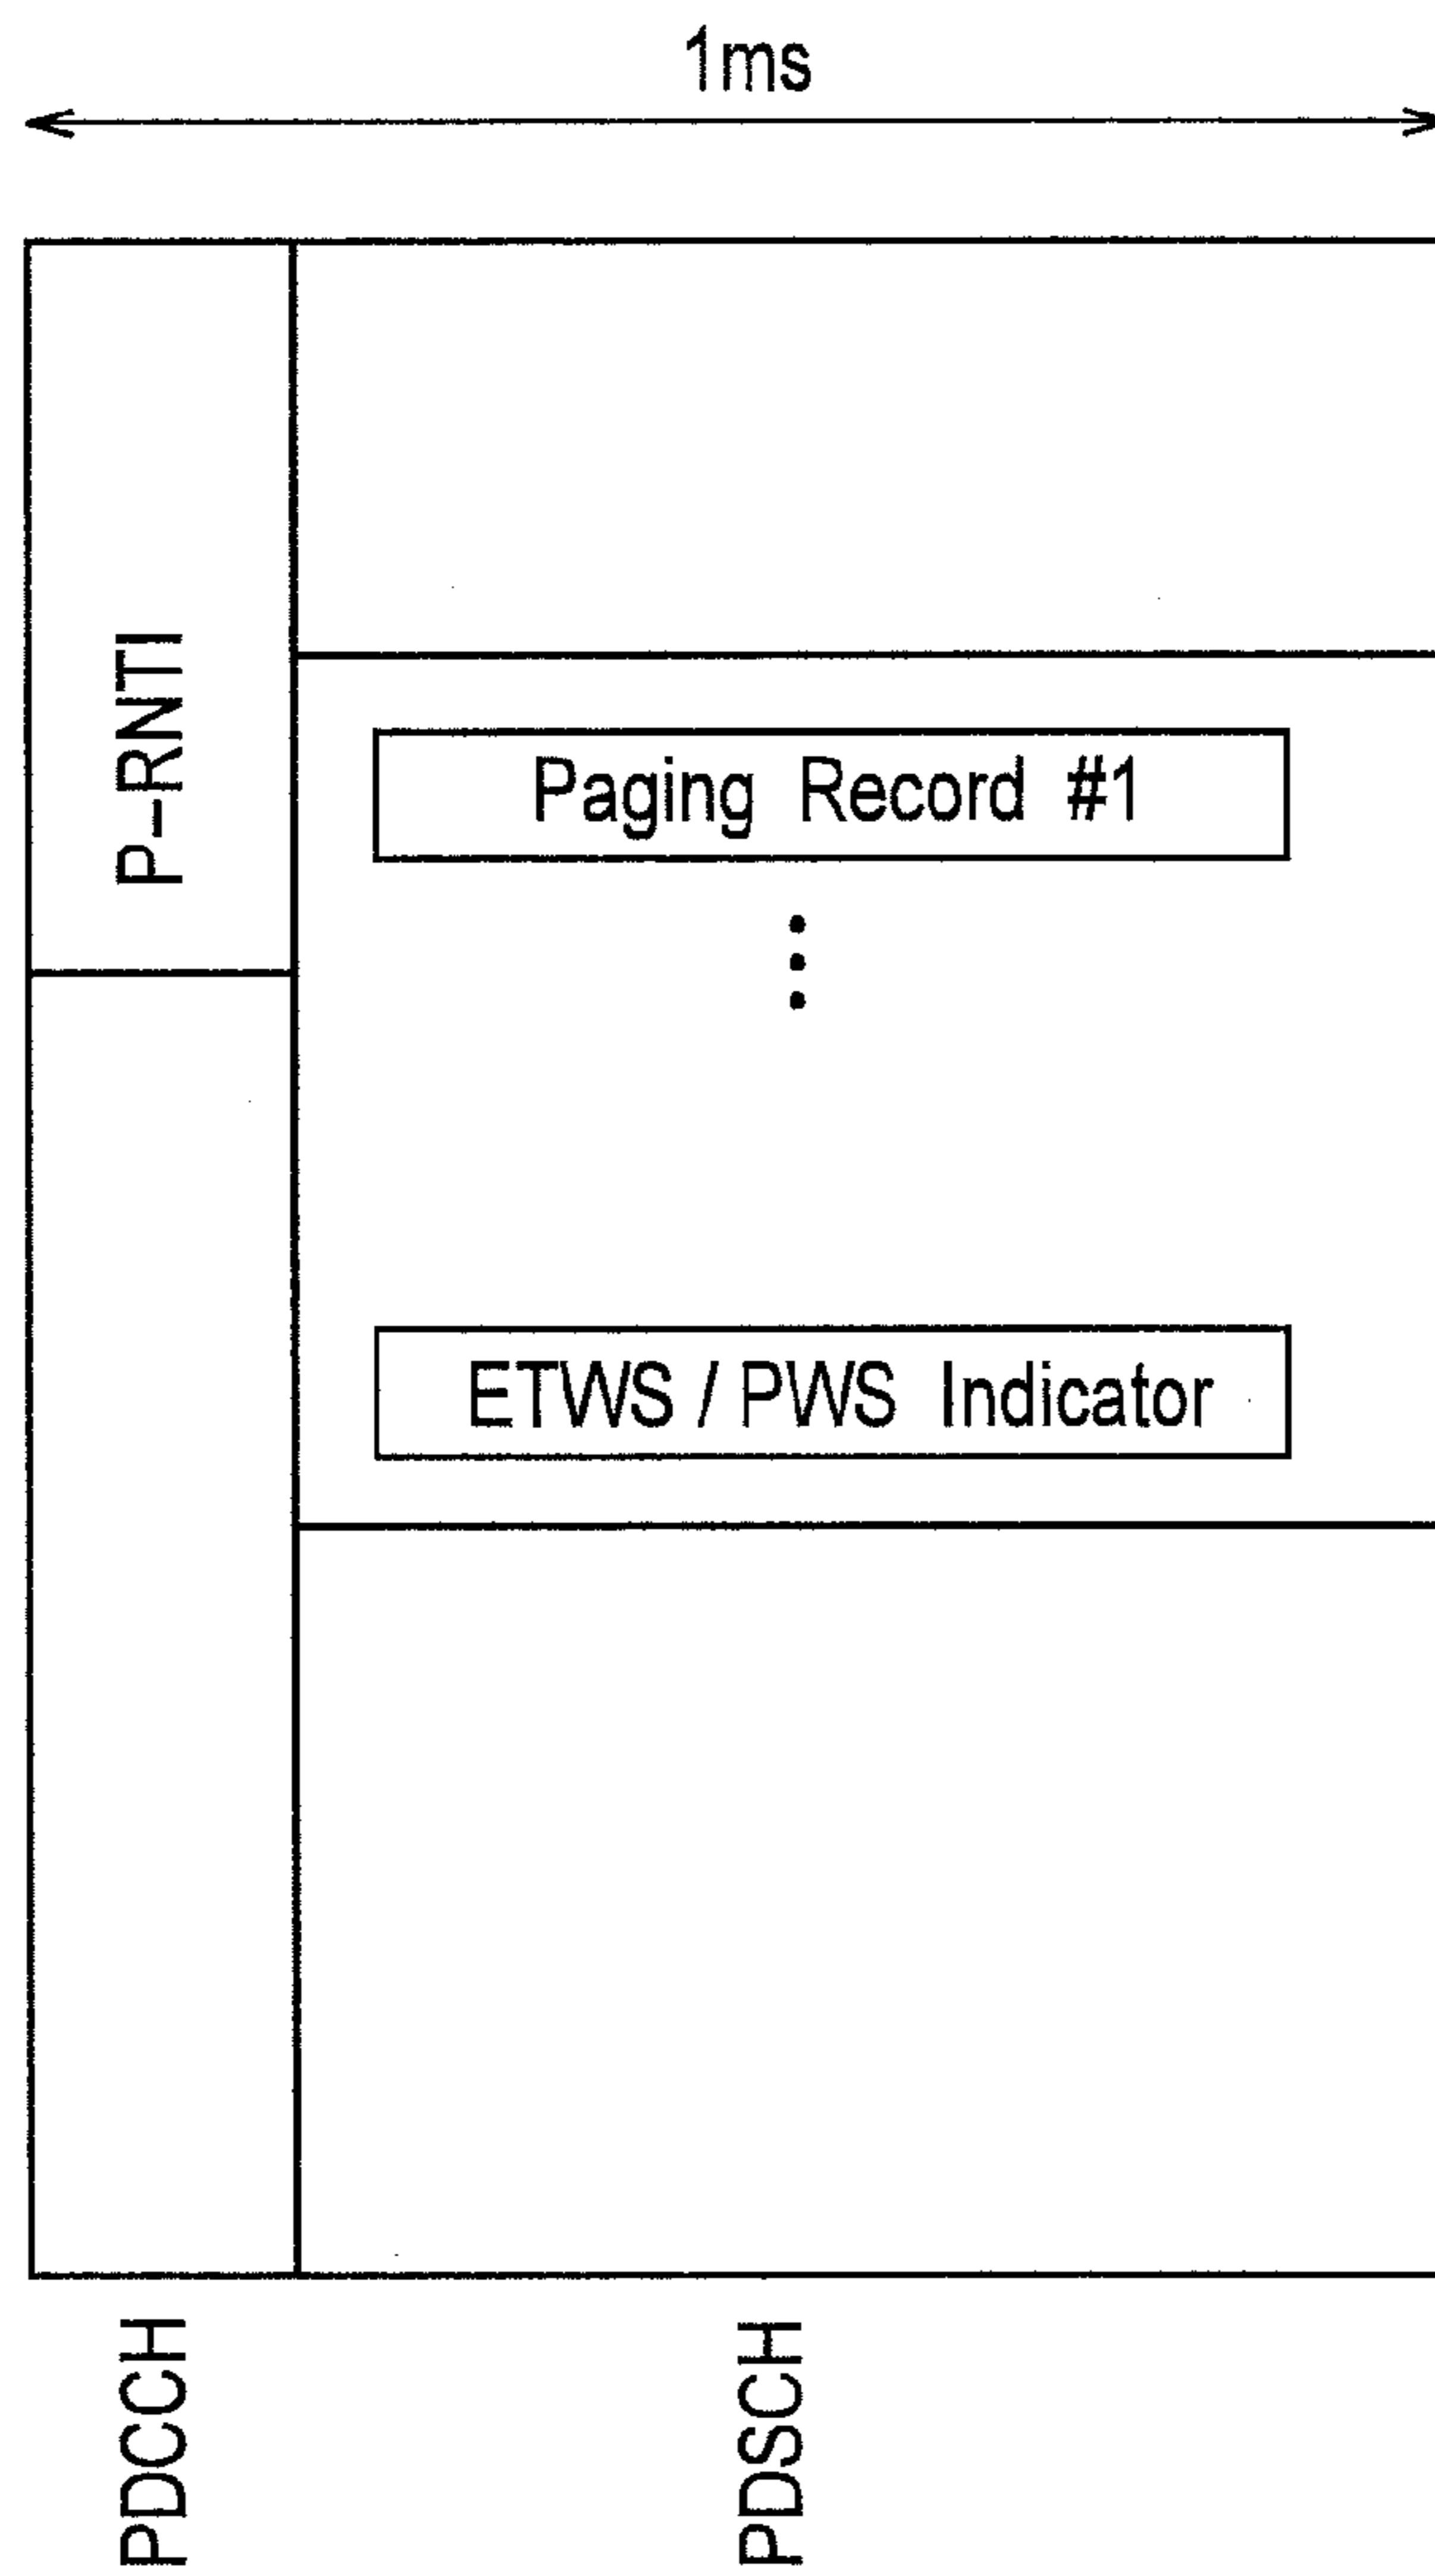 1ms
P-RNTI
Paging Record #1
ETWS / PWS Indicator
PDCCH
PDSCH